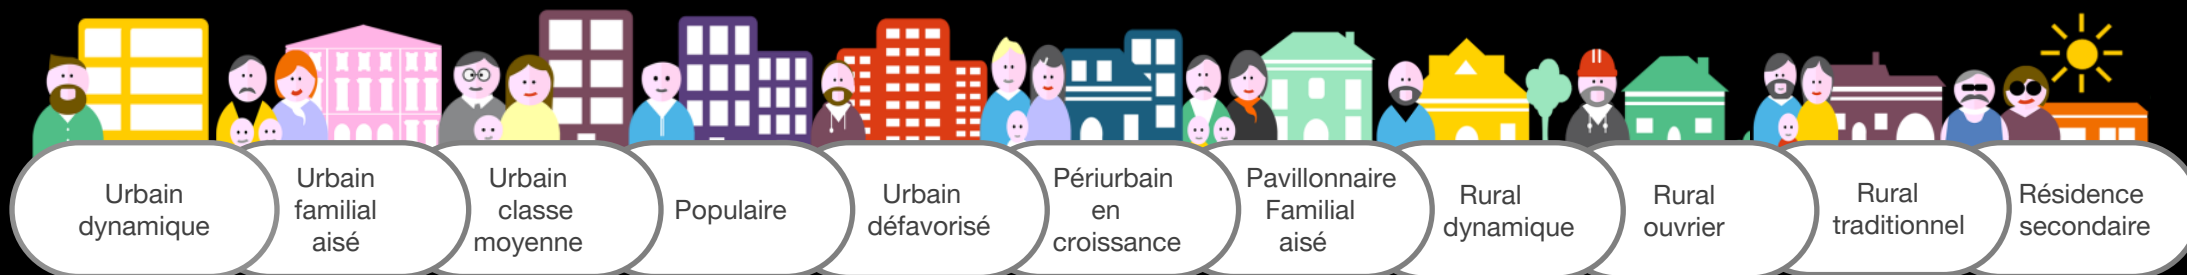 Urbain
dynamique
Urbain
familial
aisé
Urbain
classe
moyenne
Populaire
Urbain
défavorisé
Périurbain
en
croissance
Pavillonnaire
Familial
aisé
Rural
dynamique
Rural
ouvrier
Rural
traditionnel
Résidence
secondaire